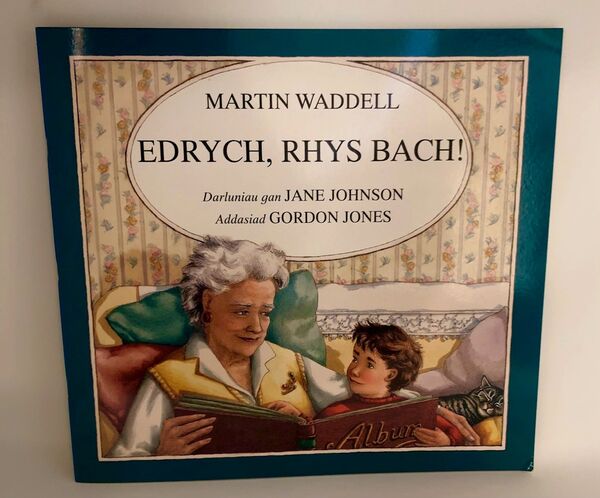 MARTIN WADDELL
EDRYCH, RHYS BACH!
Darluniau gan JANE JOHNSON
Addasiad GORDON JONES
Album